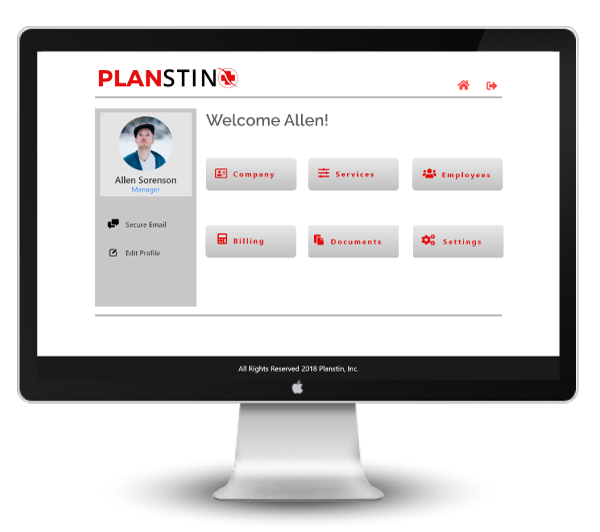 PLANSTIN
Welcome Allen!
Allen Sorenson
Manager
Secure Email
Edit Profile
Company
Services
Employees
Billing
Documents
Settings
All Rights Reserved 2018 Planstin, Inc.